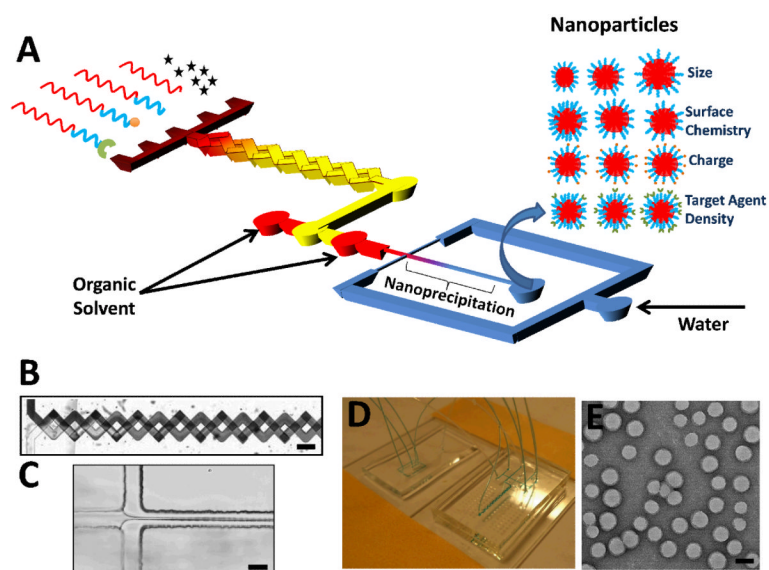 Nanoparticles
A
Size
Surface
Chemistry
Charge
Target Agent
Density
Organic
Solvent
Nanoprecipitation
Water
B
C
D
E